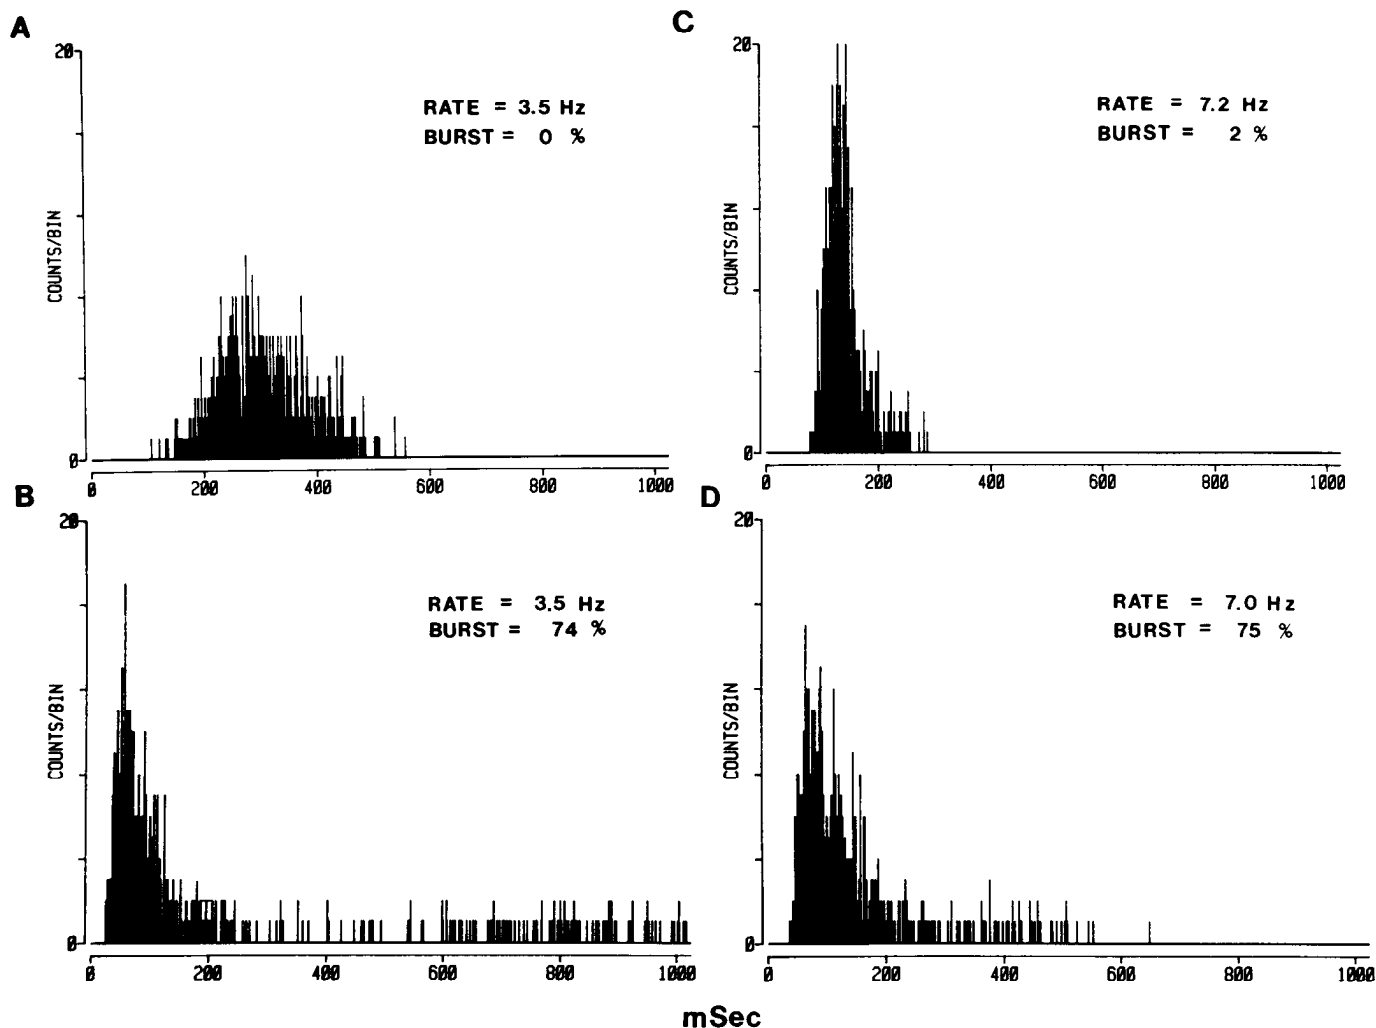 A
20
RATE = 3.5 Hz
BURST = 0 %
COUNTS/BIN
0
0 200 400 600 800 1000
B
20
RATE = 3.5 Hz
BURST = 74 %
COUNTS/BIN
0
0 200 400 600 800 1000
C
20
RATE = 7.2 Hz
BURST = 2 %
COUNTS/BIN
0
0 200 400 600 800 1000
D
20
RATE = 7.0 Hz
BURST = 75 %
COUNTS/BIN
0
0 200 400 600 800 1000
mSec